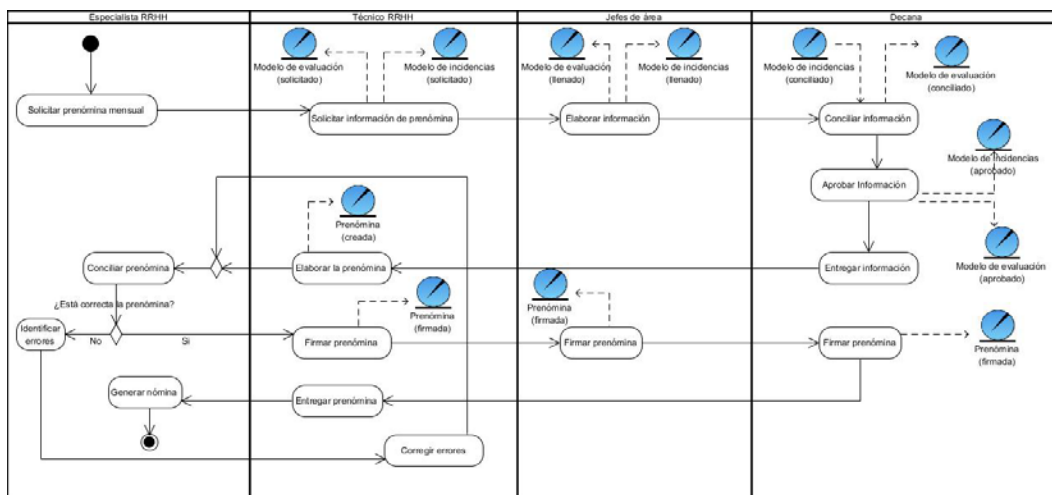 Especialista RRHH
Técnico RRHH
Jefes de área
Decana
Modelo de evaluación
(solicitado)
Modelo de incidencias
(solicitado)
Modelo de evaluación
(llenado)
Modelo de incidencias
(llenado)
Modelo de incidencias
(conciliado)
Modelo de evaluación
(conciliado)
Solicitar prenómina mensual
Solicitar información de prenómina
Elaborar información
Conciliar información
Modelo de incidencias
(aprobado)
Aprobar Información
Prenómina
(creada)
Conciliar prenómina
Elaborar la prenómina
Entregar información
Modelo de evaluación
(aprobado)
¿Está correcta la prenómina?
Prenómina
(firmada)
Prenómina
(firmada)
Identificar
errores
No
Si
Firmar prenómina
Firmar prenómina
Firmar prenómina
Prenómina
(firmada)
Generar nómina
Entregar prenómina
Corregir errores